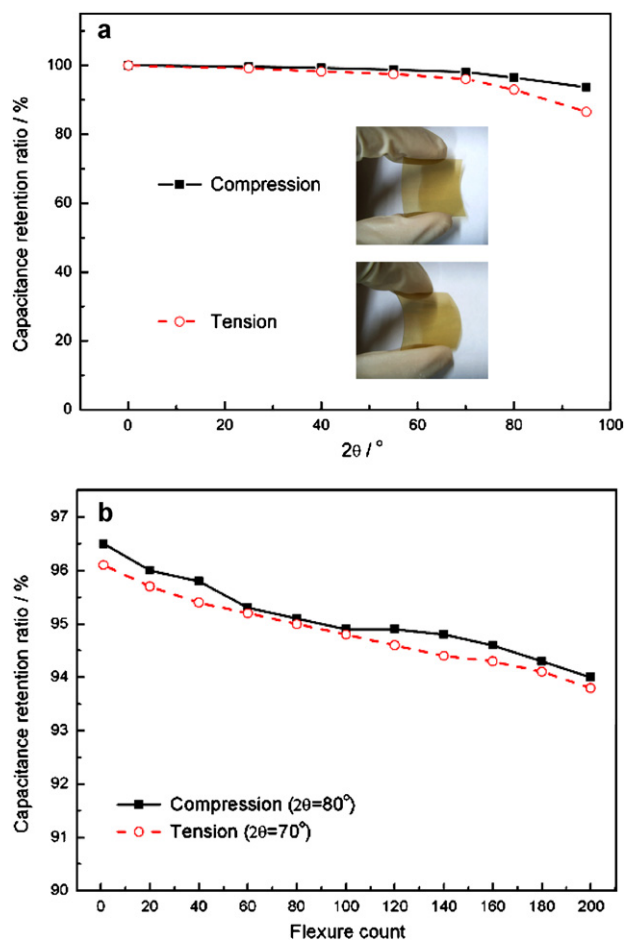 a
Capacitance retention ratio / %
100
80
60
40
20
0
Compression
Tension
0 20 40 60 80 100
2θ / °
b
Capacitance retention ratio / %
97
96
95
94
93
92
91
90
Compression (2θ=80°)
Tension (2θ=70°)
0 20 40 60 80 100 120 140 160 180 200
Flexure count